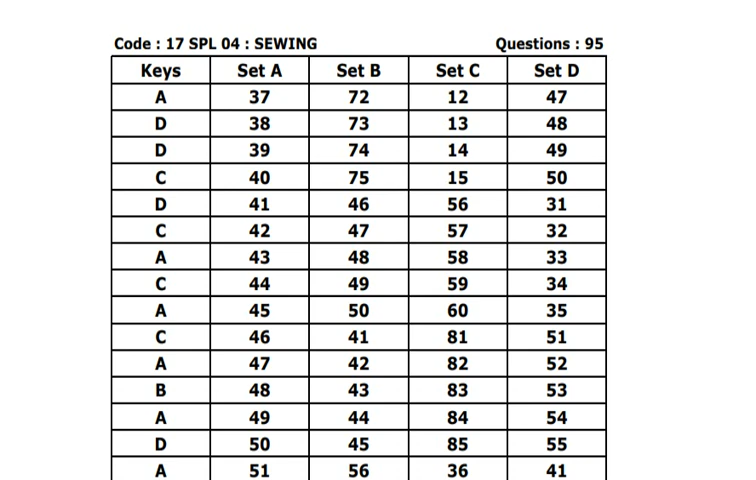 Code : 17 SPL 04 : SEWING Questions : 95
Keys Set A Set B Set C Set D
A 37 72 12 47
D 38 73 13 48
D 39 74 14 49
C 40 75 15 50
D 41 46 56 31
C 42 47 57 32
A 43 48 58 33
C 44 49 59 34
A 45 50 60 35
C 46 41 81 51
A 47 42 82 52
B 48 43 83 53
A 49 44 84 54
D 50 45 85 55
A 51 56 36 41